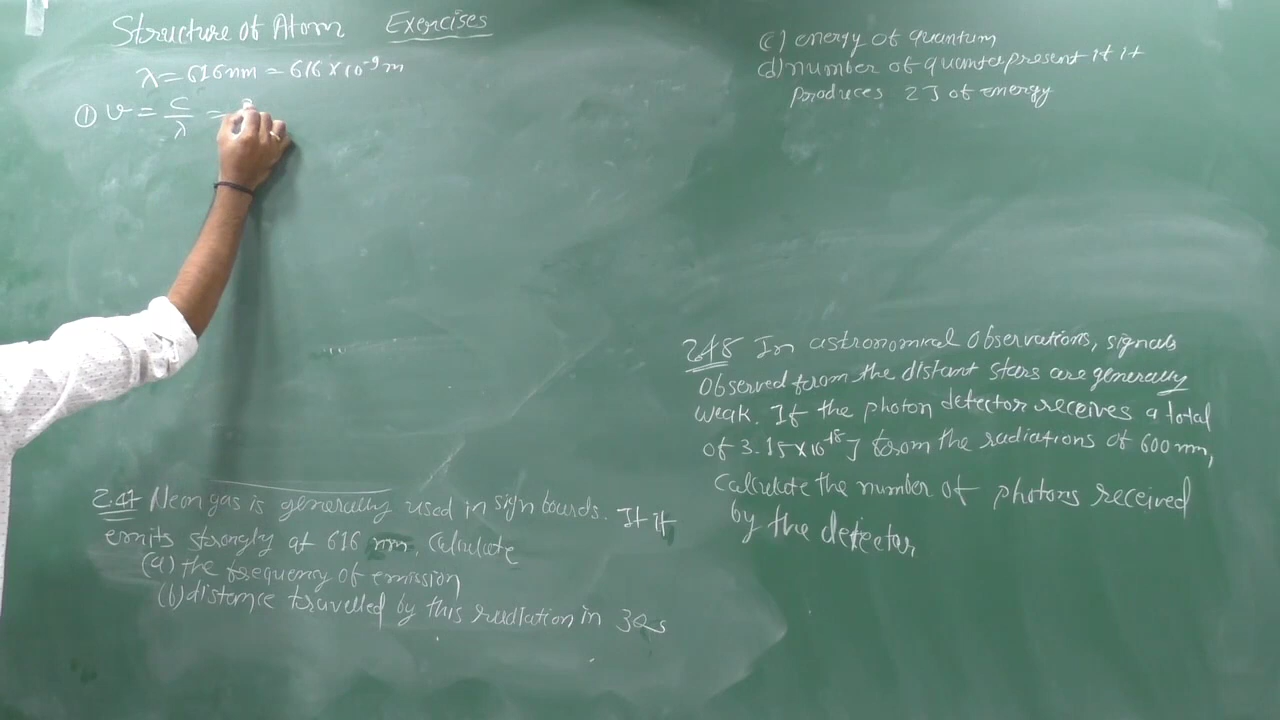 Structure of Atom Exercises
λ = 616 nm = 616 × 10⁻⁹ m
① ν = c/λ =
(c) energy of quantum
(d) number of quanta present if it
produces 2 J of energy
2.47 Neon gas is generally used in sign boards. If it
emits strongly at 616 nm. Calculate
(a) the frequency of emission
(b) distance travelled by this radiation in 30 s
2.48 In astronomical observations, signals
observed from the distant stars are generally
weak. If the photon detector receives a total
of 3.15 × 10⁻¹⁸ J from the radiations of 600 nm,
calculate the number of photons received
by the detector.